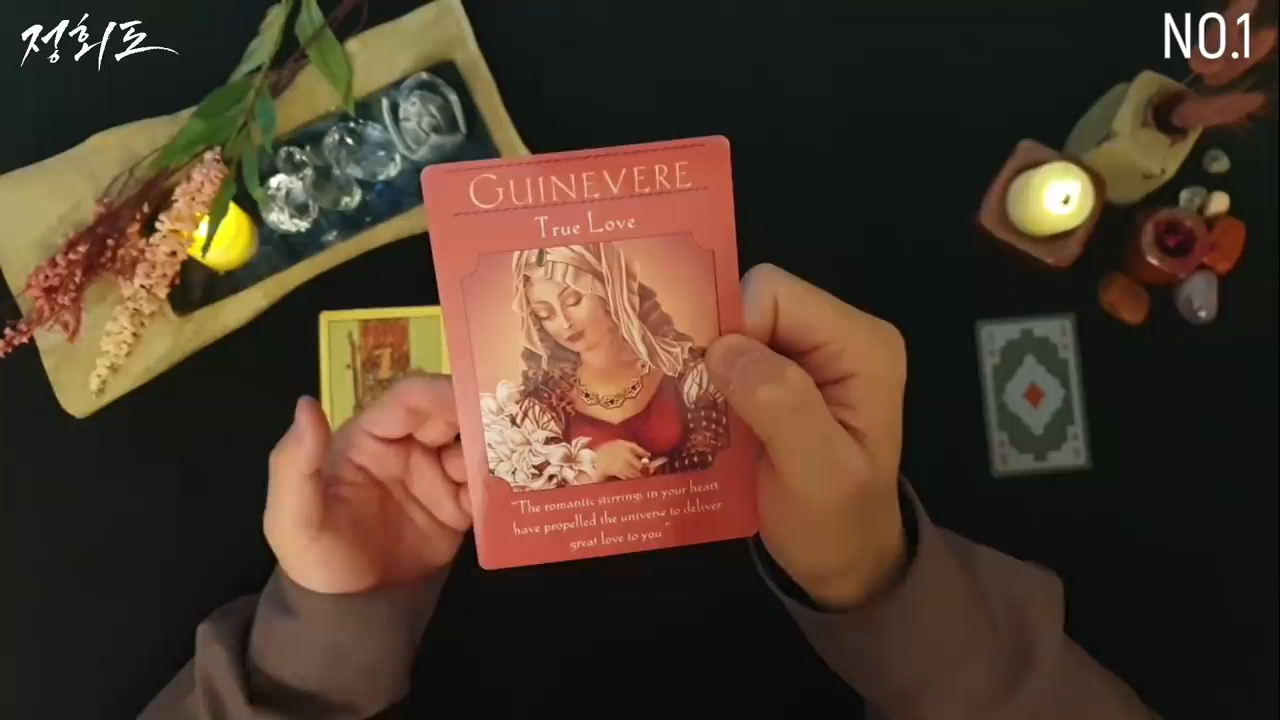 정회도
NO.1
GUINEVERE
True Love
"The romantic stirrings in your heart
have propelled the universe to deliver
great love to you."